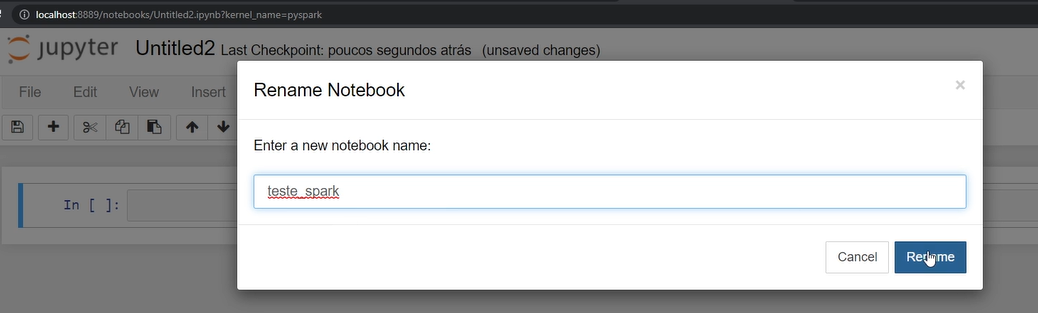 localhost:8889/notebooks/Untitled2.ipynb?kernel_name=pyspark
jupyter Untitled2 Last Checkpoint: poucos segundos atrás (unsaved changes)
File Edit View Insert
Rename Notebook ×
Enter a new notebook name:
teste_spark
In [ ]:
Cancel Rename